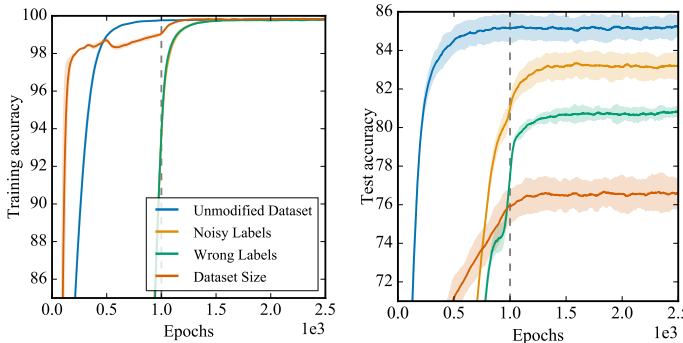 Training accuracy
100
98
96
94
92
90
88
86
Unmodified Dataset
Noisy Labels
Wrong Labels
Dataset Size
0.0 0.5 1.0 1.5 2.0 2.5
Epochs
1e3
Test accuracy
86
84
82
80
78
76
74
72
0.0 0.5 1.0 1.5 2.0 2.5
Epochs
1e3